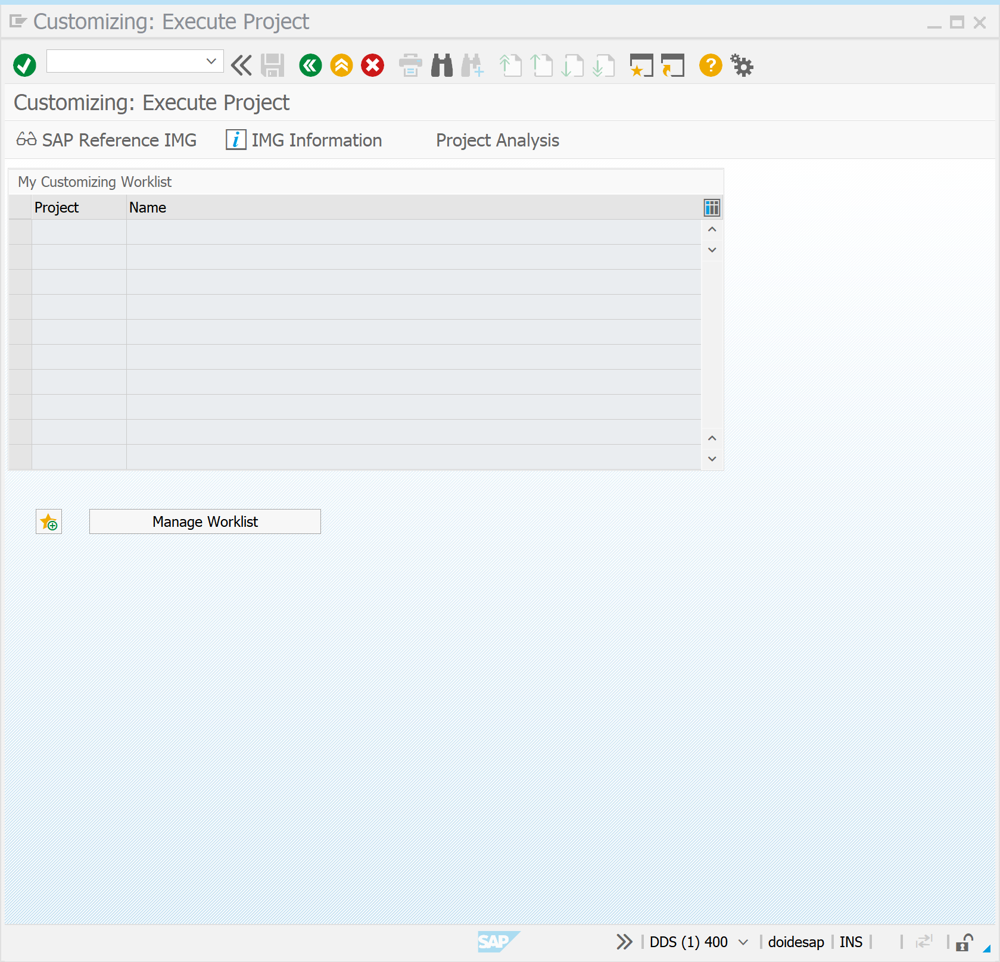 Customizing: Execute Project
Customizing: Execute Project
SAP Reference IMG i IMG Information Project Analysis
My Customizing Worklist
Project Name
Manage Worklist
SAP DDS (1) 400 doidesap INS